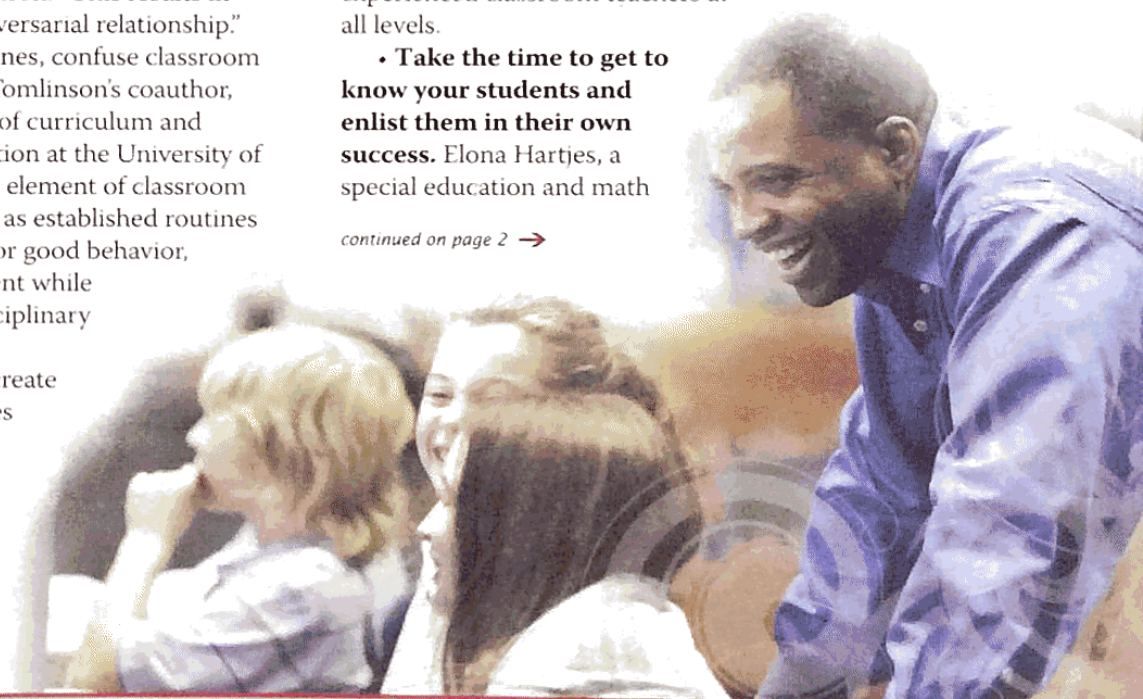 versarial relationship.”
nes, confuse classroom
Tomlinson’s coauthor,
of curriculum and
tion at the University of
element of classroom
as established routines
or good behavior,
nt while
ciplinary
reate
es
all levels.
• Take the time to get to
know your students and
enlist them in their own
success. Elona Hartjes, a
special education and math
continued on page 2 →